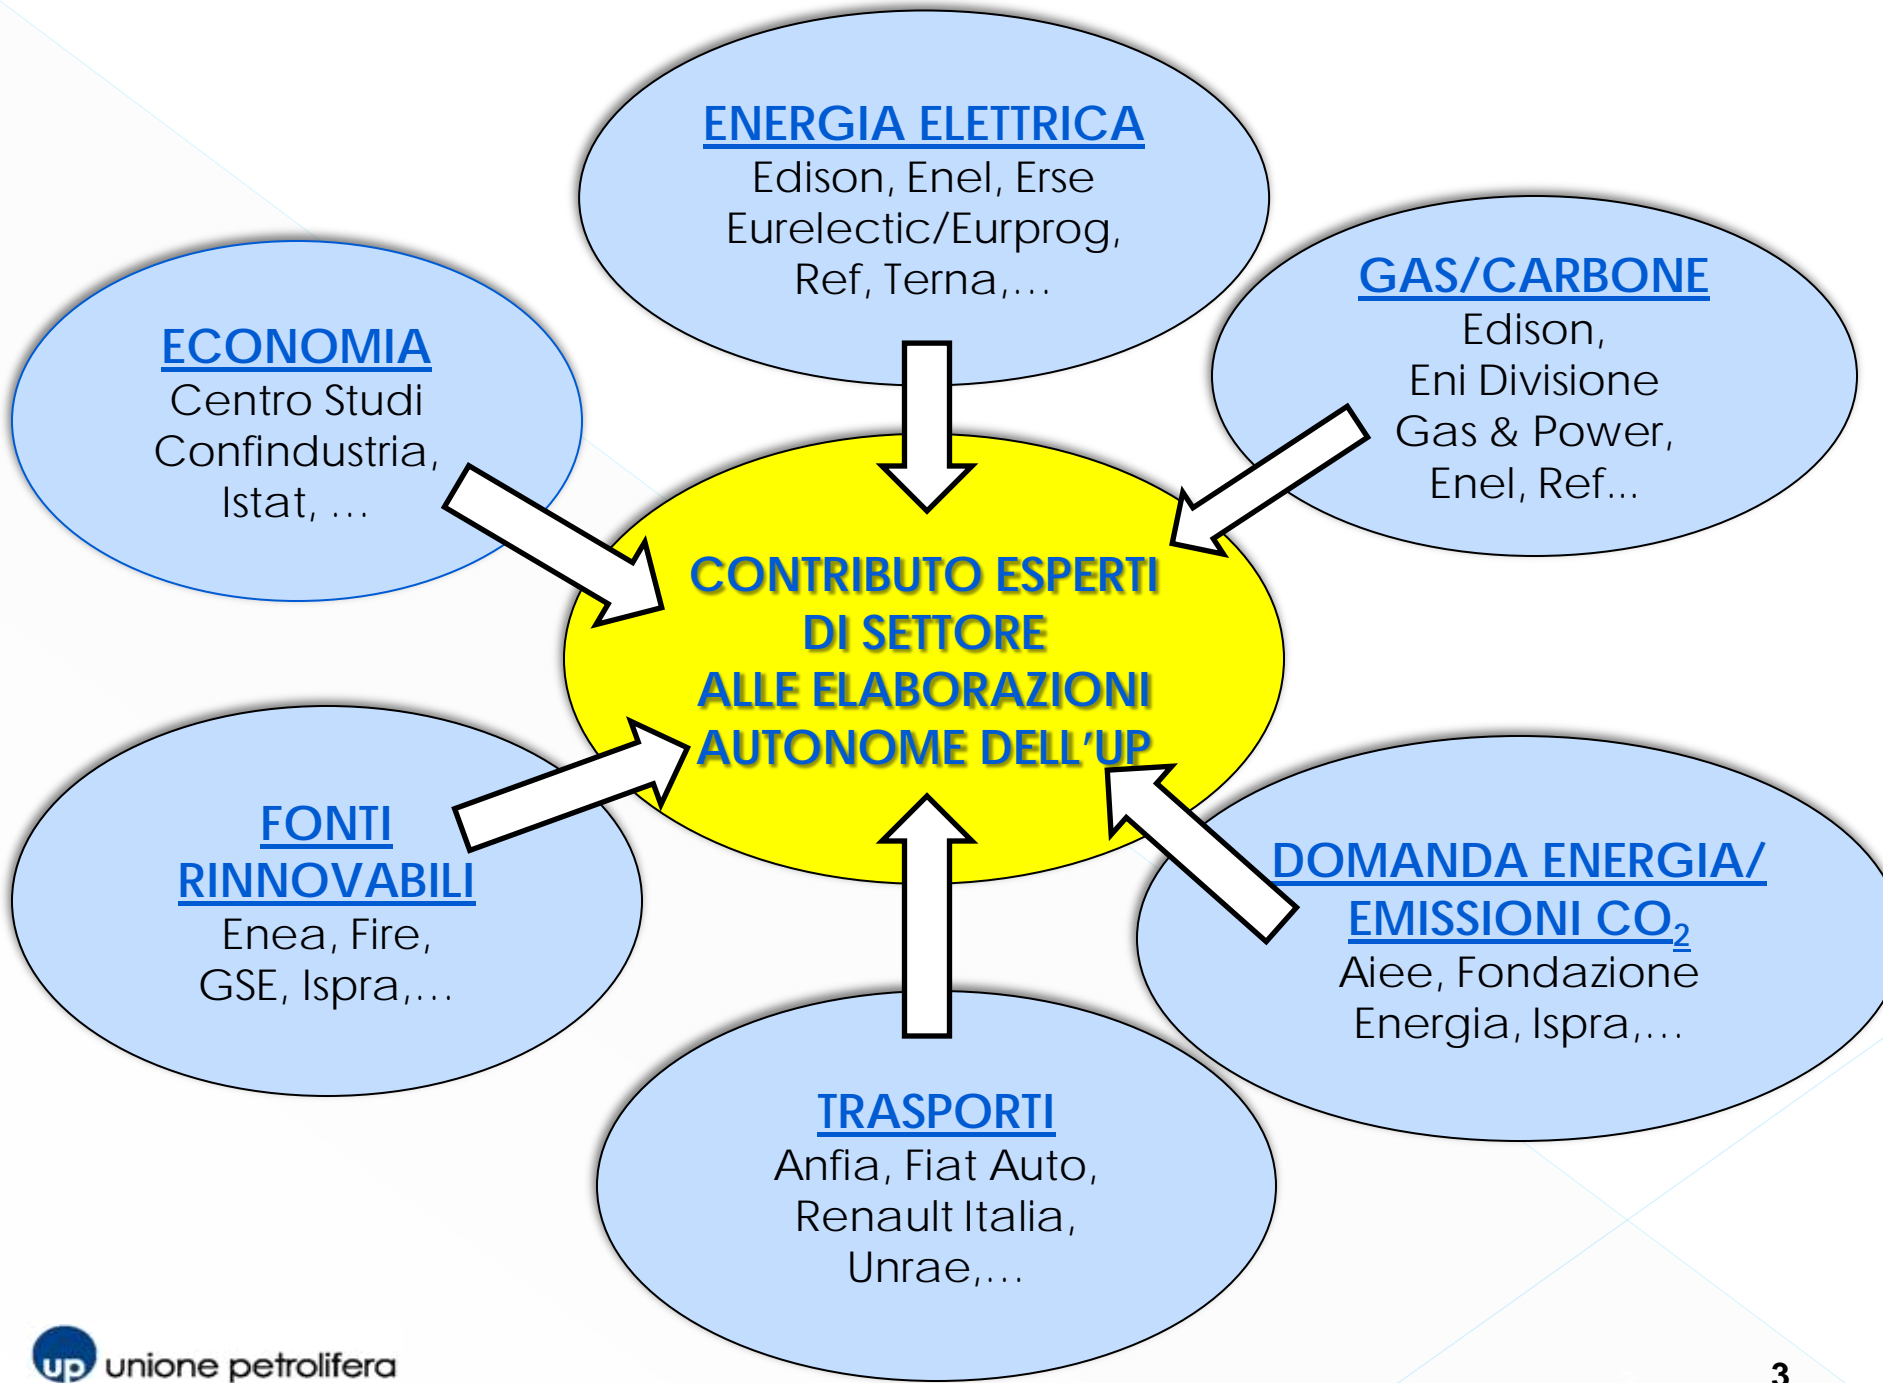 ENERGIA ELETTRICA
Edison, Enel, Erse
Eurelectic/Eurprog,
Ref, Terna,...
GAS/CARBONE
Edison,
Eni Divisione
Gas & Power,
Enel, Ref...
ECONOMIA
Centro Studi
Confindustria,
Istat, ...
CONTRIBUTO ESPERTI
DI SETTORE
ALLE ELABORAZIONI
AUTONOME DELL’UP
FONTI
RINNOVABILI
Enea, Fire,
GSE, Ispra,...
DOMANDA ENERGIA/
EMISSIONI CO₂
Aiee, Fondazione
Energia, Ispra,...
TRASPORTI
Anfia, Fiat Auto,
Renault Italia,
Unrae,...
up unione petrolifera
3